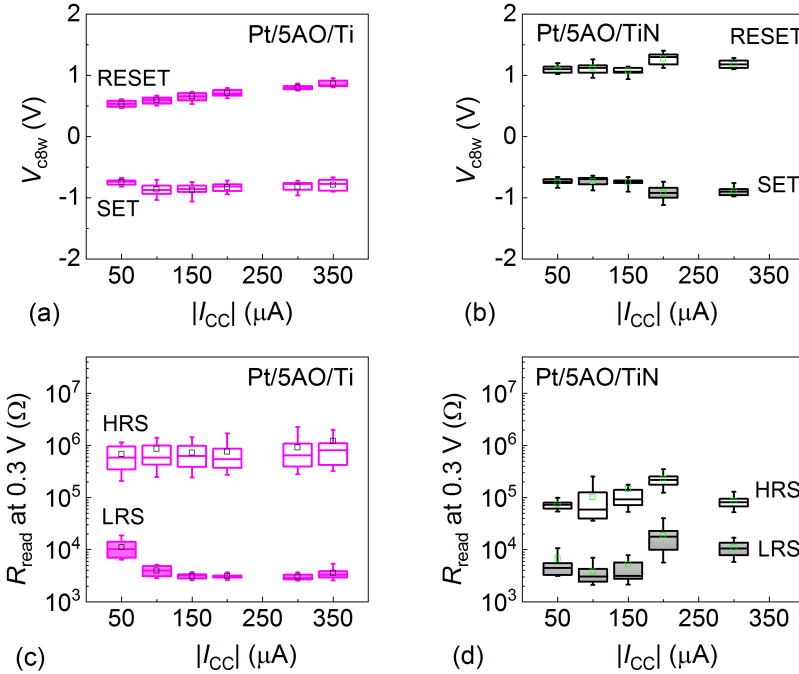 Pt/5AO/Ti
RESET
SET
2
1
0
-1
-2
V_c8w (V)
50 150 250 350
|I_CC| (μA)
(a)
Pt/5AO/TiN
RESET
SET
2
1
0
-1
-2
V_c8w (V)
50 150 250 350
|I_CC| (μA)
(b)
Pt/5AO/Ti
HRS
LRS
10^7
10^6
10^5
10^4
10^3
R_read at 0.3 V (Ω)
50 150 250 350
|I_CC| (μA)
(c)
Pt/5AO/TiN
HRS
LRS
10^7
10^6
10^5
10^4
10^3
R_read at 0.3 V (Ω)
50 150 250 350
|I_CC| (μA)
(d)